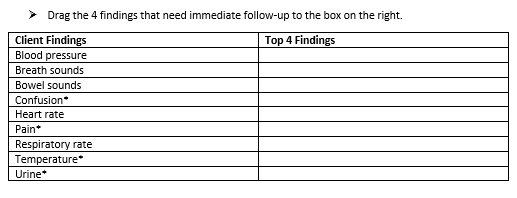 ➢ Drag the 4 findings that need immediate follow-up to the box on the right.
Client Findings Top 4 Findings
Blood pressure
Breath sounds
Bowel sounds
Confusion*
Heart rate
Pain*
Respiratory rate
Temperature*
Urine*